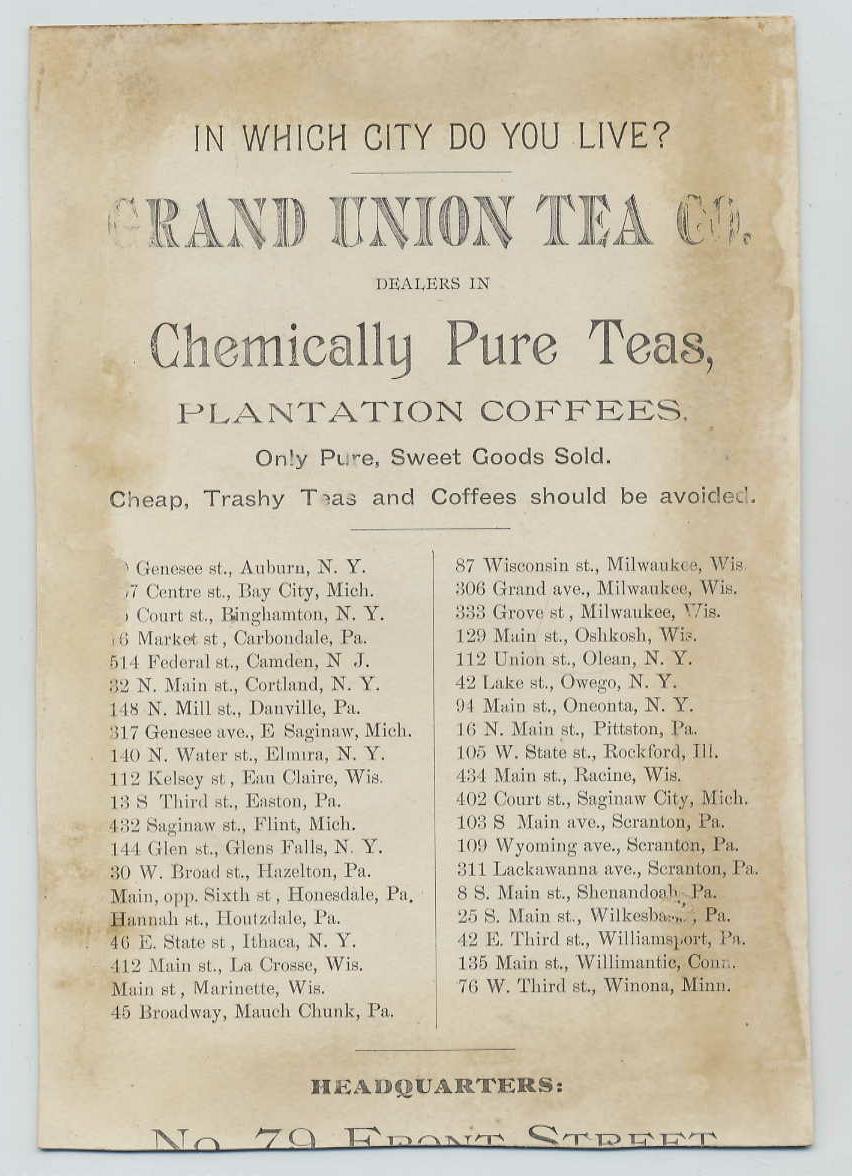 IN WHICH CITY DO YOU LIVE?
GRAND UNION TEA CO.
DEALERS IN
Chemically Pure Teas,
PLANTATION COFFEES.
Only Pure, Sweet Goods Sold.
Cheap, Trashy Teas and Coffees should be avoided.
Genesee st., Auburn, N. Y.
Centre st., Bay City, Mich.
Court st., Binghamton, N. Y.
Market st, Carbondale, Pa.
514 Federal st., Camden, N J.
32 N. Main st., Cortland, N. Y.
148 N. Mill st., Danville, Pa.
317 Genesee ave., E Saginaw, Mich.
140 N. Water st., Elmira, N. Y.
112 Kelsey st, Eau Claire, Wis.
13 S Third st., Easton, Pa.
432 Saginaw st., Flint, Mich.
144 Glen st., Glens Falls, N. Y.
30 W. Broad st., Hazelton, Pa.
Main, opp. Sixth st, Honesdale, Pa.
Hannah st., Houtzdale, Pa.
46 E. State st, Ithaca, N. Y.
412 Main st., La Crosse, Wis.
Main st, Marinette, Wis.
45 Broadway, Mauch Chunk, Pa.
87 Wisconsin st., Milwaukee, Wis.
306 Grand ave., Milwaukee, Wis.
333 Grove st, Milwaukee, Wis.
129 Main st., Oshkosh, Wis.
112 Union st., Olean, N. Y.
42 Lake st., Owego, N. Y.
94 Main st., Oneonta, N. Y.
16 N. Main st., Pittston, Pa.
105 W. State st., Rockford, Ill.
434 Main st., Racine, Wis.
402 Court st., Saginaw City, Mich.
103 S Main ave., Scranton, Pa.
109 Wyoming ave., Scranton, Pa.
311 Lackawanna ave., Scranton, Pa.
8 S. Main st., Shenandoah, Pa.
25 S. Main st., Pa.
42 E. Third st., Williamsport, Pa.
135 Main st., Willimantic, Conn.
76 W. Third st., Winona, Minn.
HEADQUARTERS:
No. 79 FRONT STREET